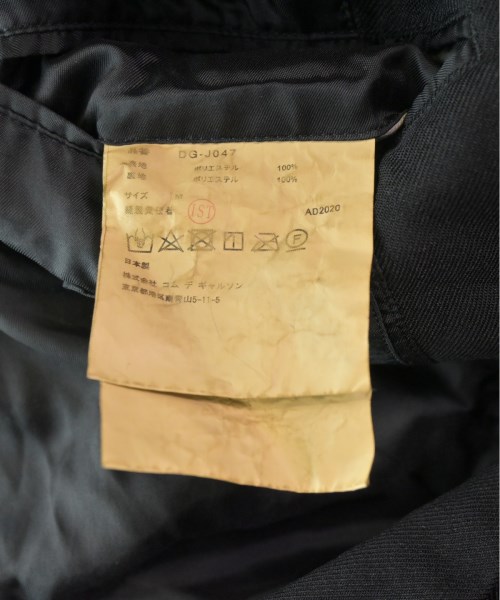 品番 DG-J047
表地 ポリエステル 100%
裏地 ポリエステル 100%
サイズ M
IST
AD2020
日本製
株式会社 コム デ ギャルソン
東京都港区南青山5-11-5